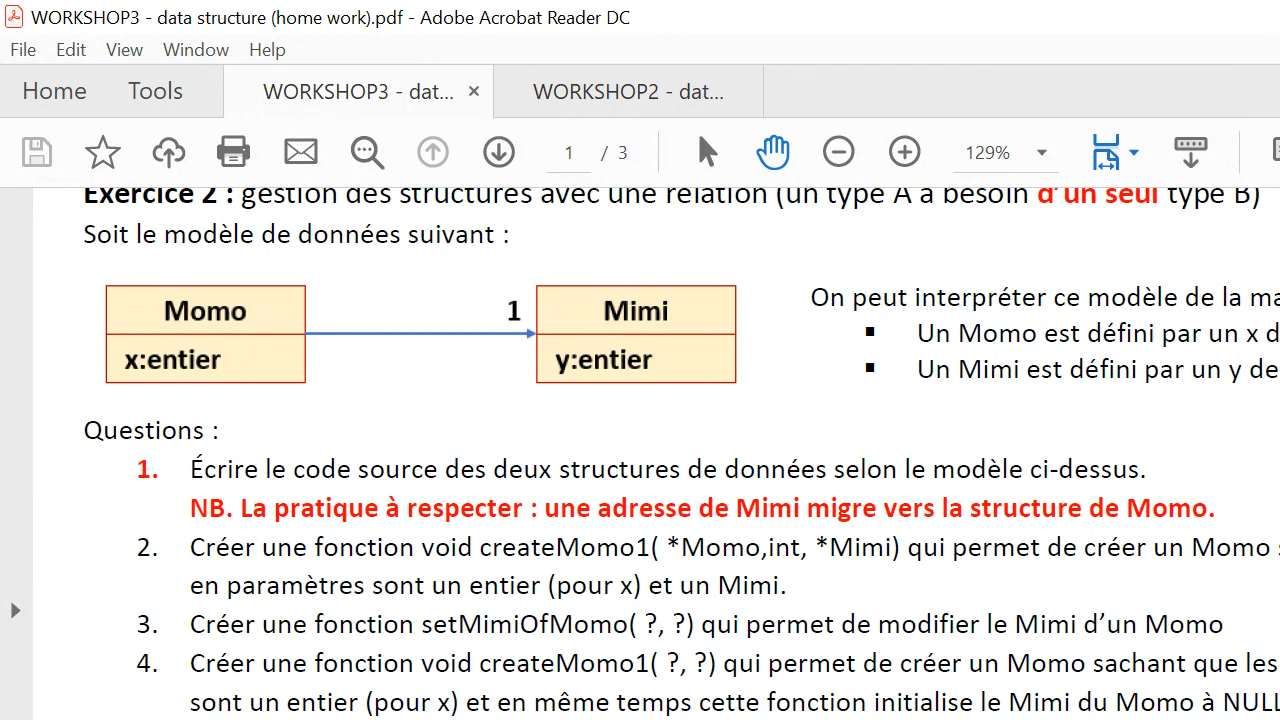 WORKSHOP3 - data structure (home work).pdf - Adobe Acrobat Reader DC
File Edit View Window Help
Home Tools WORKSHOP3 - dat... × WORKSHOP2 - dat...
1 / 3 129%
Exercice 2 : gestion des structures avec une relation (un type A a besoin d'un seul type B)
Soit le modèle de données suivant :
Momo 1 Mimi
x:entier y:entier
On peut interpréter ce modèle de la
▪ Un Momo est défini par un x
▪ Un Mimi est défini par un y de
Questions :
1. Écrire le code source des deux structures de données selon le modèle ci-dessus.
NB. La pratique à respecter : une adresse de Mimi migre vers la structure de Momo.
2. Créer une fonction void createMomo1( *Momo,int, *Mimi) qui permet de créer un Momo
en paramètres sont un entier (pour x) et un Mimi.
3. Créer une fonction setMimiOfMomo( ?, ?) qui permet de modifier le Mimi d’un Momo
4. Créer une fonction void createMomo1( ?, ?) qui permet de créer un Momo sachant que les
sont un entier (pour x) et en même temps cette fonction initialise le Mimi du Momo à NULL